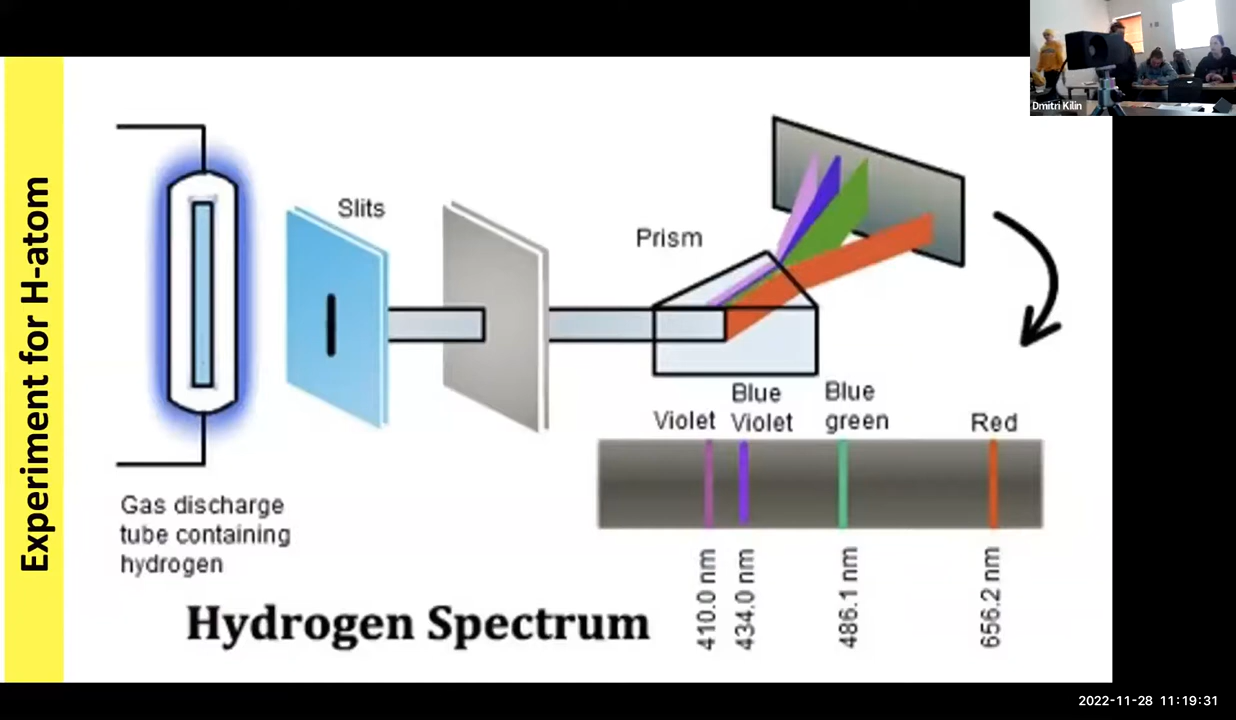 Experiment for H-atom
Dmitri Kilin
Slits
Prism
Gas discharge
tube containing
hydrogen
Violet
Blue
Violet
Blue
green
Red
410.0 nm
434.0 nm
486.1 nm
656.2 nm
Hydrogen Spectrum
2022-11-28 11:19:31